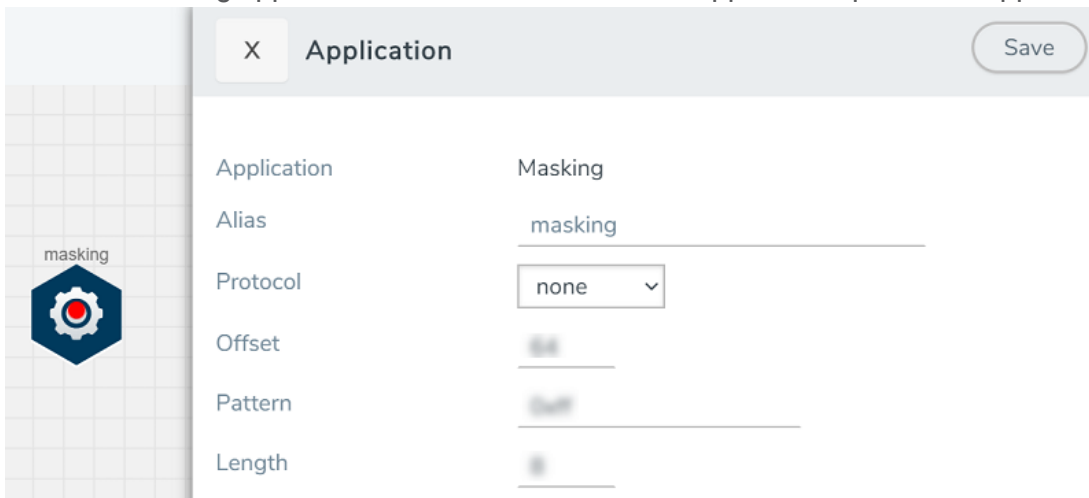 X Application Save
Application Masking
Alias masking
masking
Protocol none
Offset
Pattern
Length